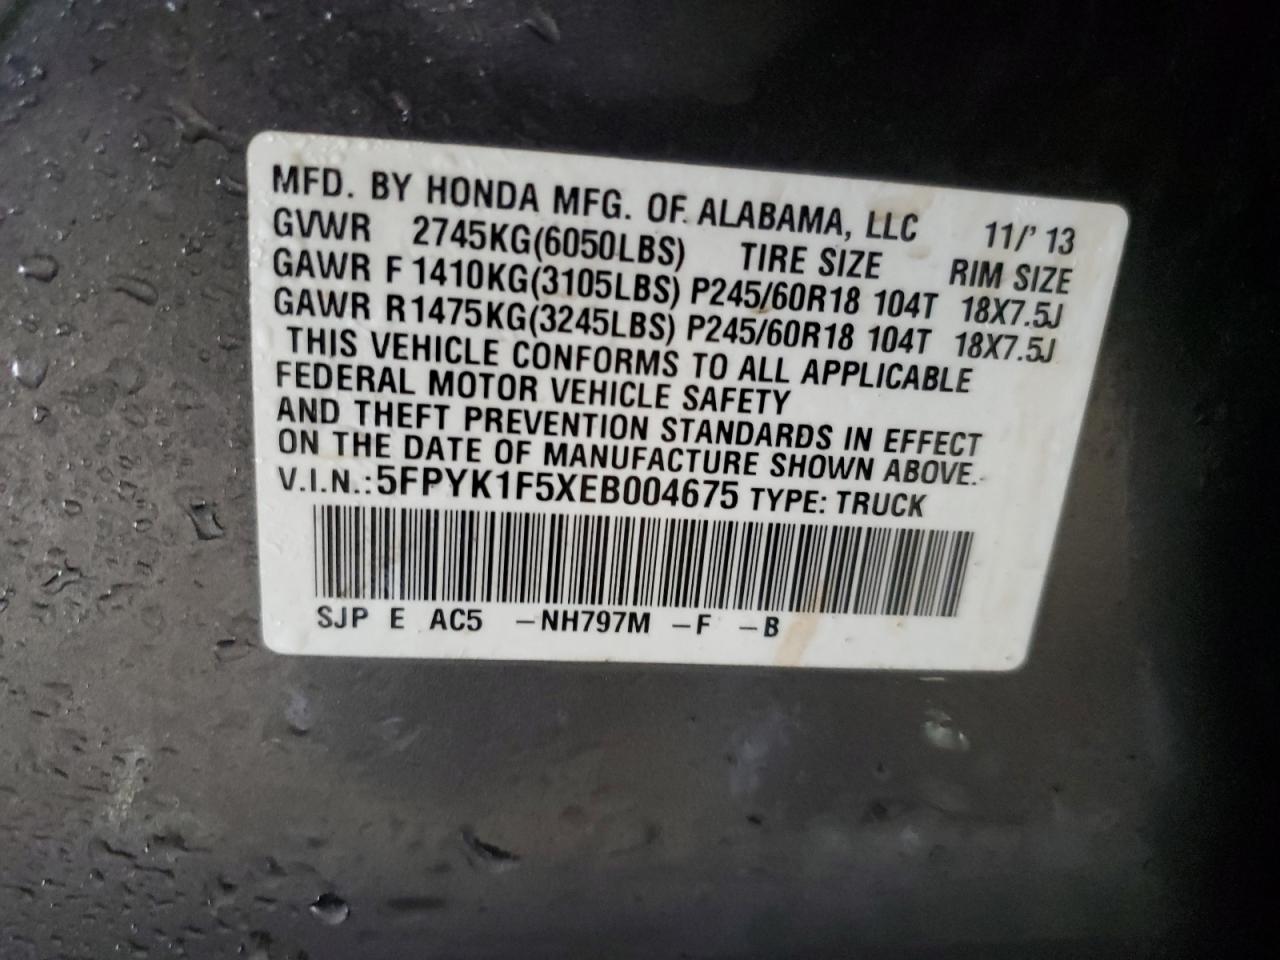 MFD. BY HONDA MFG. OF ALABAMA, LLC 11/' 13
GVWR 2745KG(6050LBS) TIRE SIZE RIM SIZE
GAWR F 1410KG(3105LBS) P245/60R18 104T 18X7.5J
GAWR R 1475KG(3245LBS) P245/60R18 104T 18X7.5J
THIS VEHICLE CONFORMS TO ALL APPLICABLE
FEDERAL MOTOR VEHICLE SAFETY
AND THEFT PREVENTION STANDARDS IN EFFECT
ON THE DATE OF MANUFACTURE SHOWN ABOVE.
V.I.N.:5FPYK1F5XEB004675 TYPE: TRUCK
SJP E AC5 -NH797M -F -B